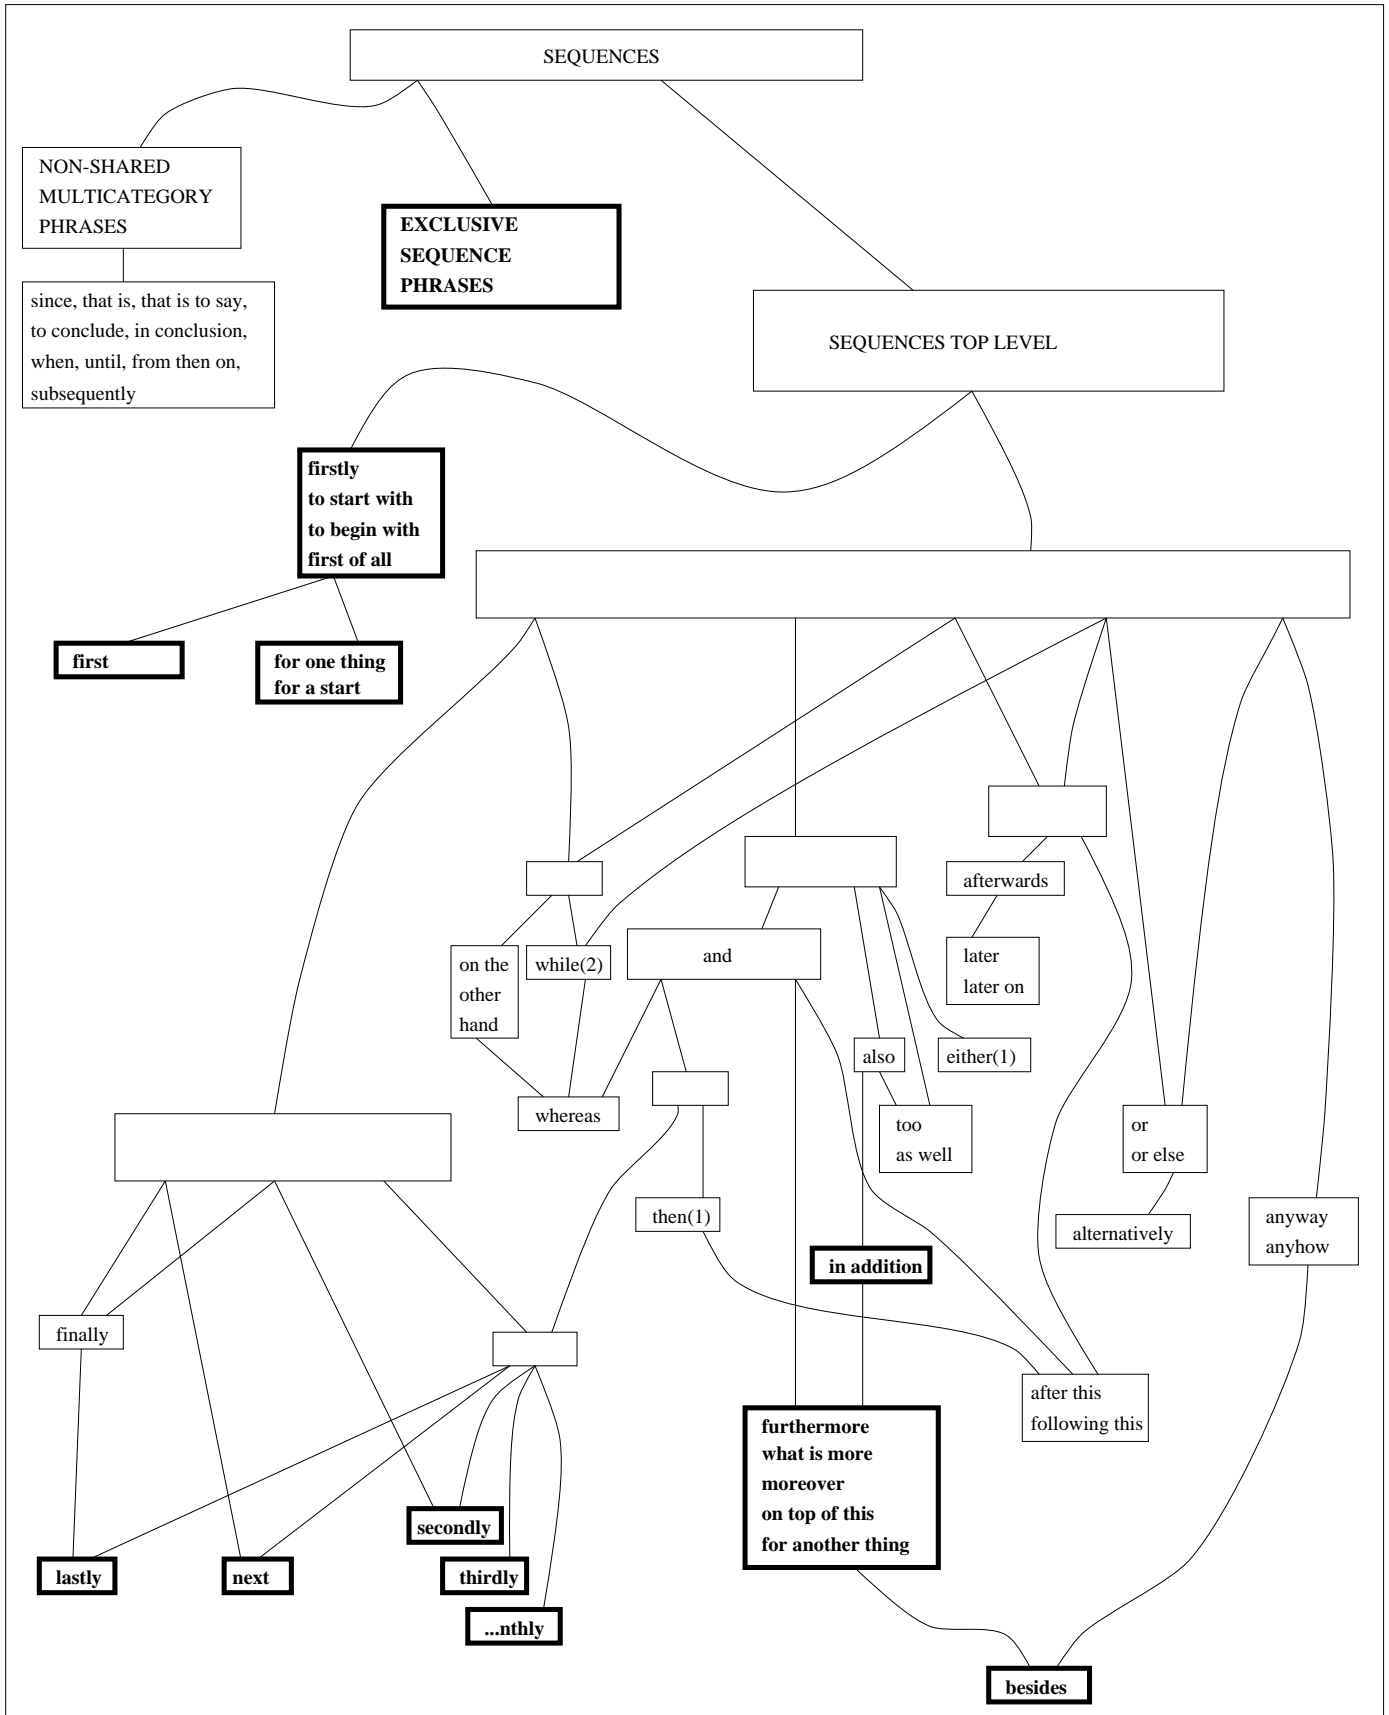 SEQUENCES
NON-SHARED
MULTICATEGORY
PHRASES
EXCLUSIVE
SEQUENCE
PHRASES
since, that is, that is to say,
to conclude, in conclusion,
when, until, from then on,
subsequently
SEQUENCES TOP LEVEL
firstly
to start with
to begin with
first of all
first
for one thing
for a start
afterwards
on the
other
hand
while(2)
and
later
later on
also
either(1)
whereas
too
as well
or
or else
then(1)
alternatively
anyway
anyhow
in addition
finally
after this
following this
furthermore
what is more
moreover
on top of this
for another thing
secondly
lastly
next
thirdly
...nthly
besides